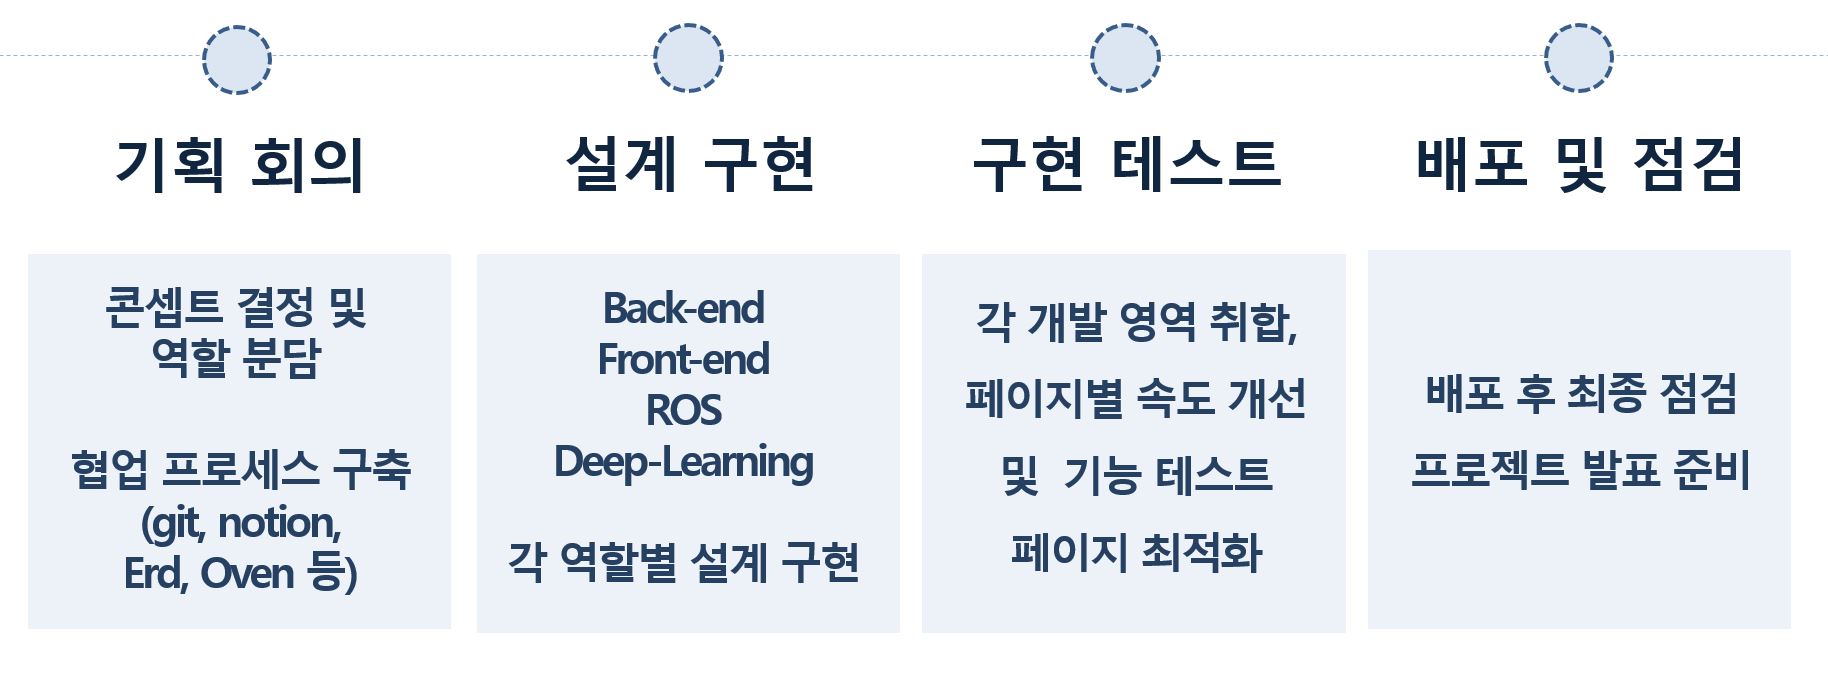 기획 회의
설계 구현
구현 테스트
배포 및 점검
콘셉트 결정 및
역할 분담
협업 프로세스 구축
(git, notion,
Erd, Oven 등)
Back-end
Front-end
ROS
Deep-Learning
각 역할별 설계 구현
각 개발 영역 취합,
페이지별 속도 개선
및 기능 테스트
페이지 최적화
배포 후 최종 점검
프로젝트 발표 준비